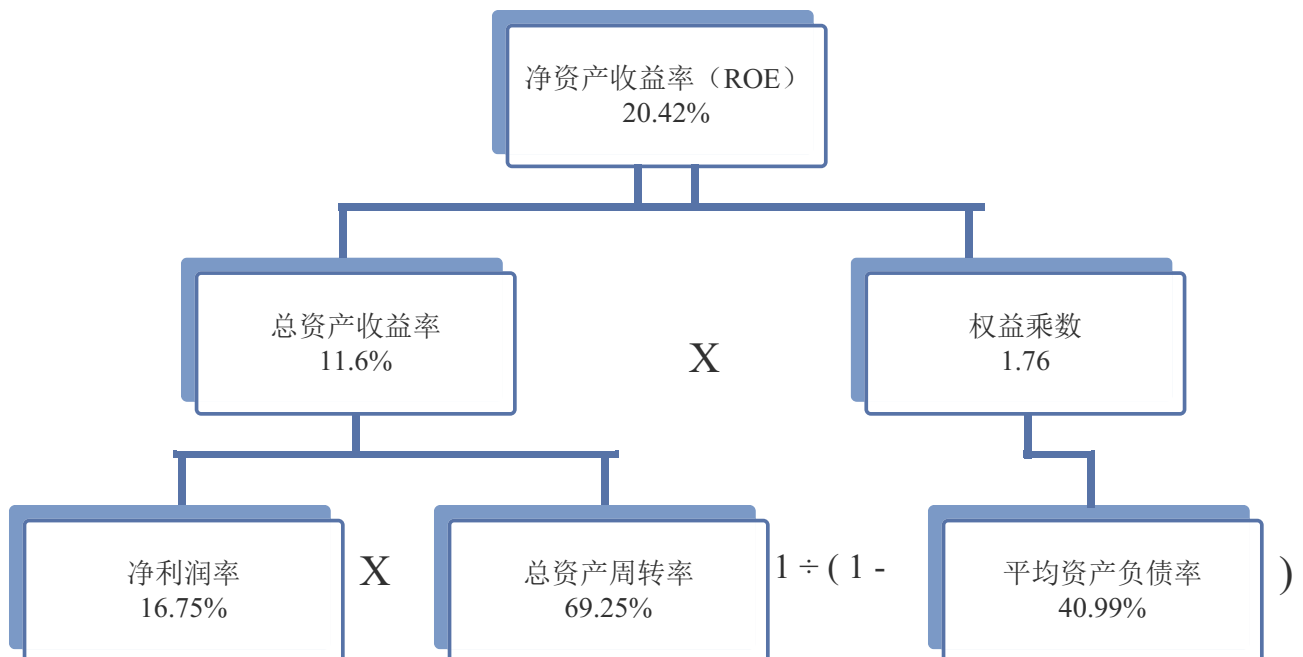 净资产收益率（ROE）
20.42%
总资产收益率
11.6%
X
权益乘数
1.76
净利润率
16.75%
X
总资产周转率
69.25%
1 ÷ ( 1 -
平均资产负债率
40.99%
)